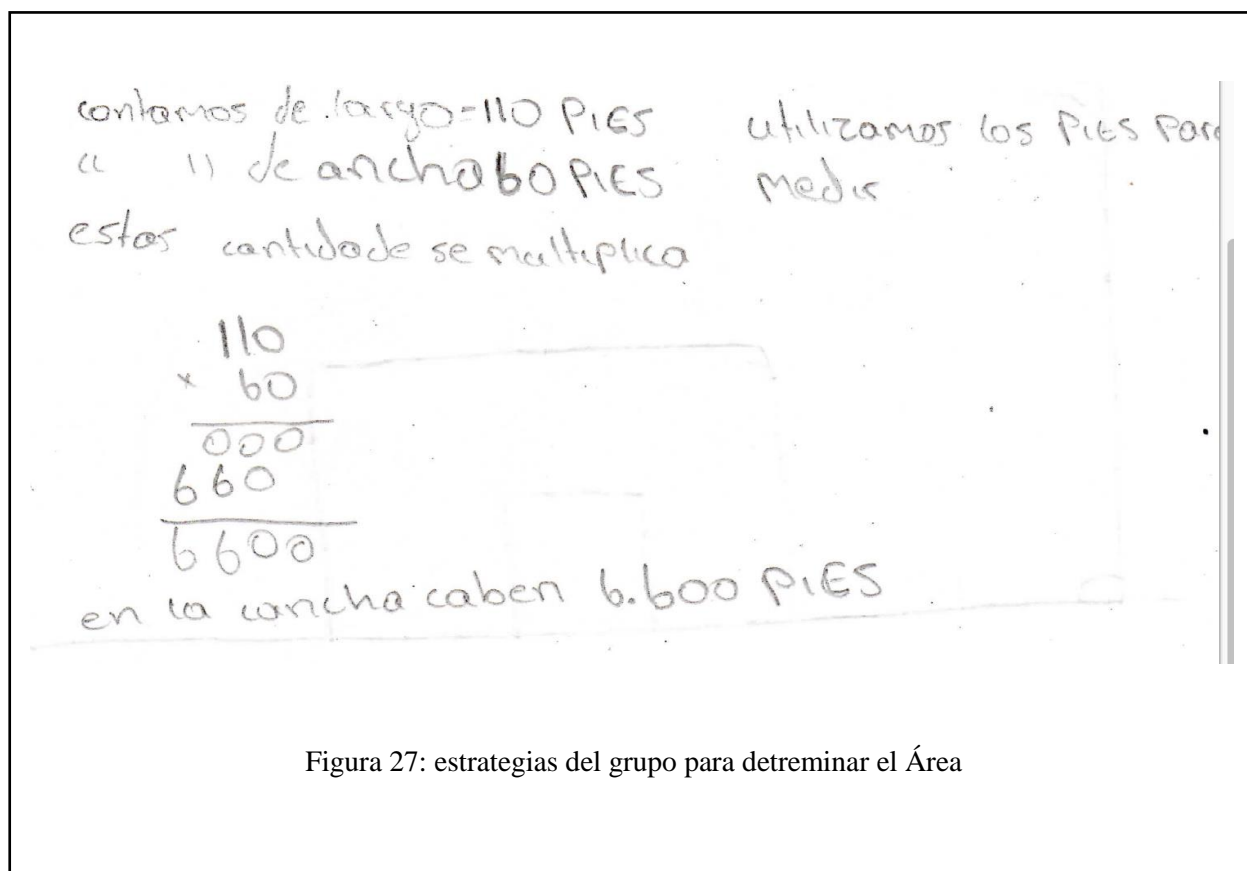 contamos de largo=110 PIES
" " de ancho 60 PIES
estas cantidade se multiplica
utilizamos los PIES Para
Medir
110
× 60
000
660
6600
en la cancha caben 6.600 PIES
Figura 27: estrategias del grupo para detreminar el Área